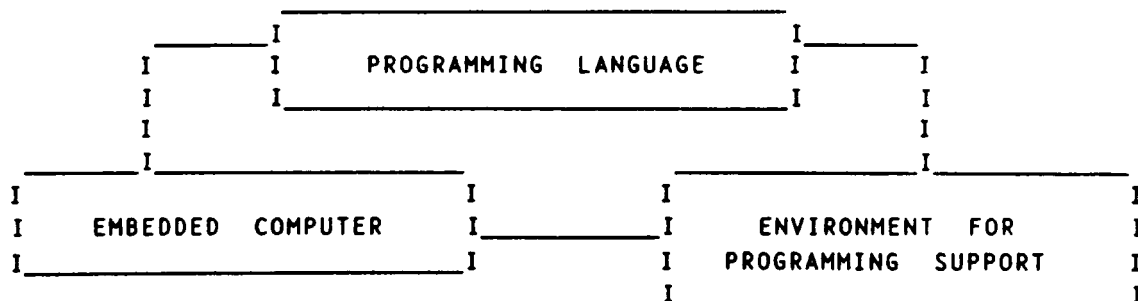 PROGRAMMING LANGUAGE
EMBEDDED COMPUTER
ENVIRONMENT FOR
PROGRAMMING SUPPORT